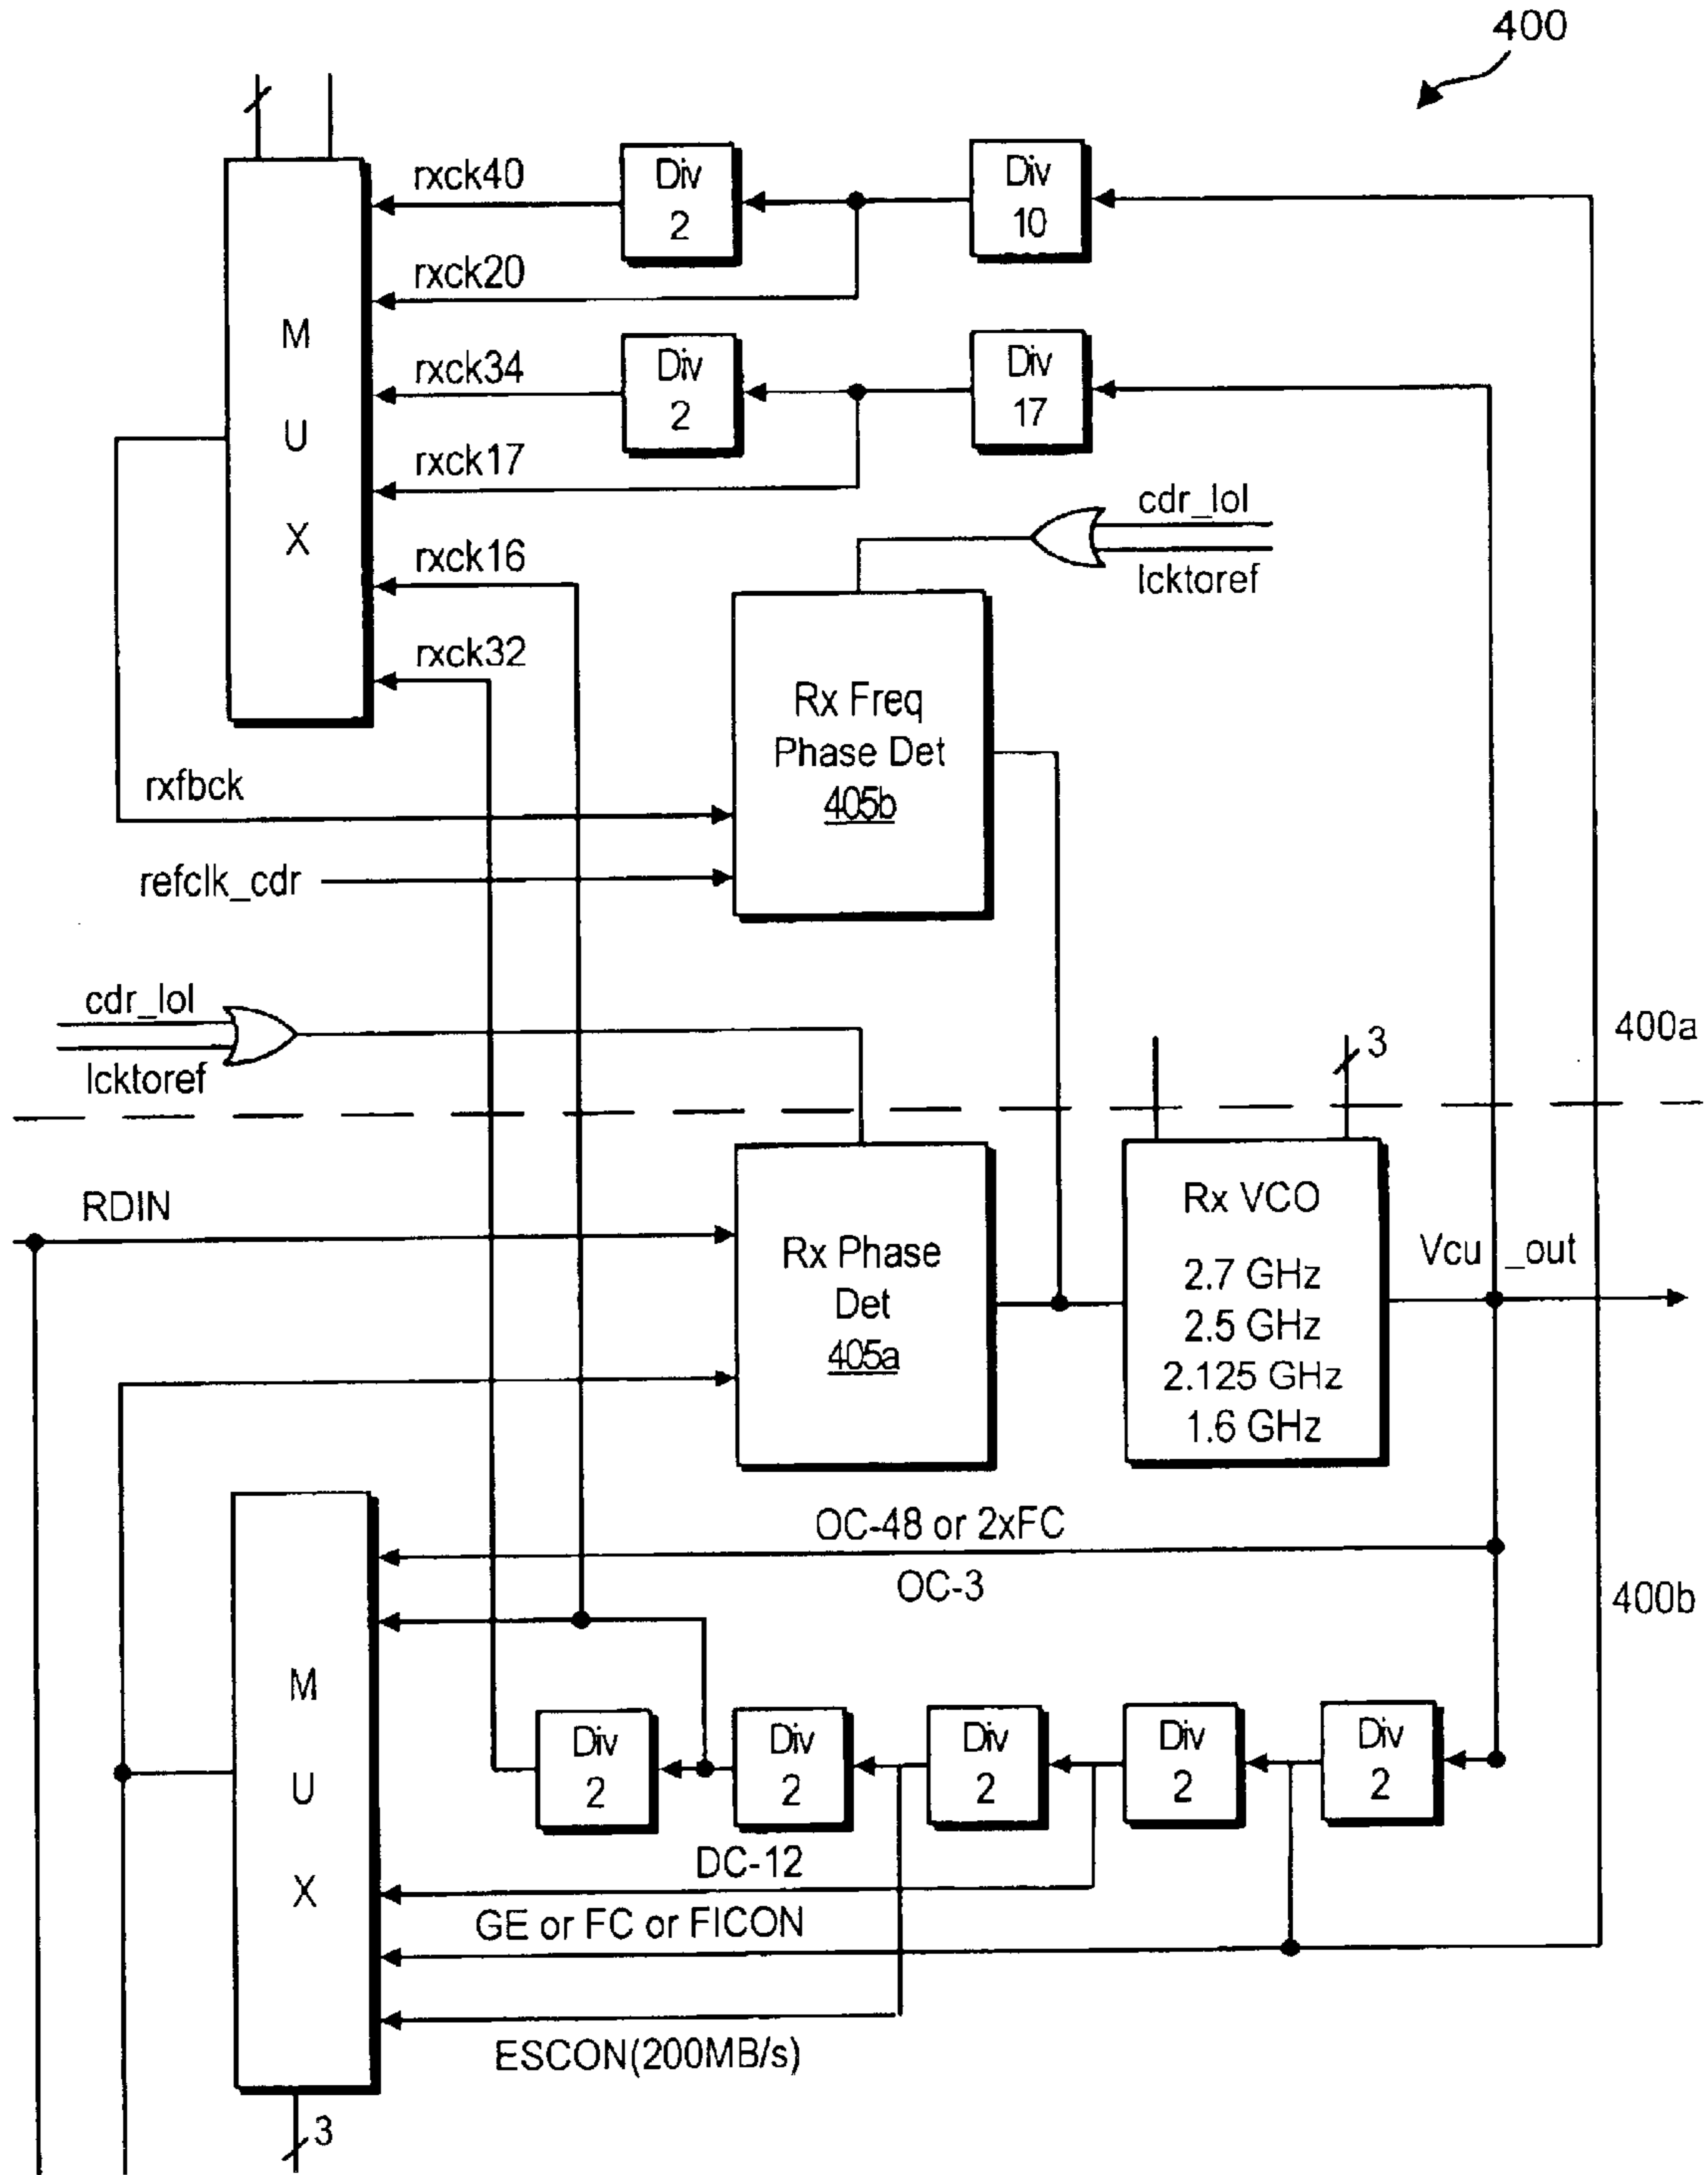 400
rxck40
Div
2
Div
10
rxck20
rxck34
Div
2
Div
17
rxck17
M
U
X
rxck16
rxck32
cdr_lol
lcktoref
Rx Freq
Phase Det
405b
rxfbck
refclk_cdr
cdr_lol
lcktoref
400a
3
RDIN
Rx Phase
Det
405a
Rx VCO
2.7 GHz
2.5 GHz
2.125 GHz
1.6 GHz
Vcu _out
OC-48 or 2xFC
OC-3
400b
M
U
X
Div
2
Div
2
Div
2
Div
2
Div
2
DC-12
GE or FC or FICON
ESCON(200MB/s)
3